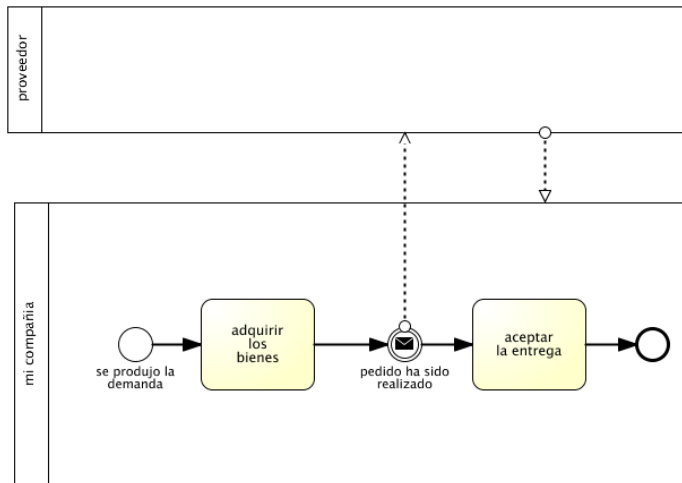 proveedor
mi compañia
se produjo la
demanda
adquirir
los
bienes
pedido ha sido
realizado
aceptar
la entrega